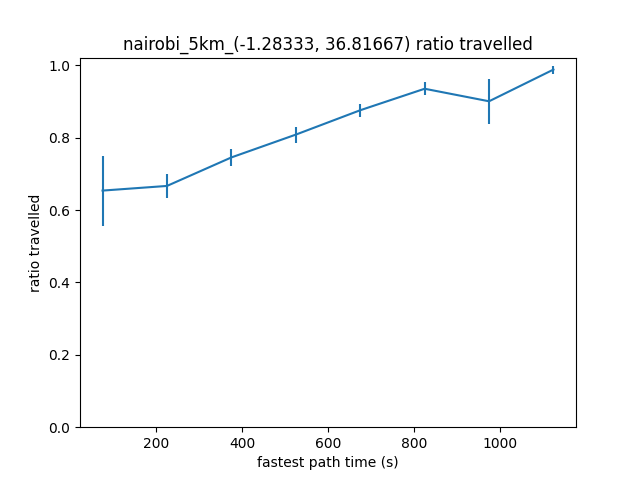 nairobi_5km_(-1.28333, 36.81667) ratio travelled
1.0
0.8
0.6
0.4
0.2
0.0
ratio travelled
200 400 600 800 1000
fastest path time (s)